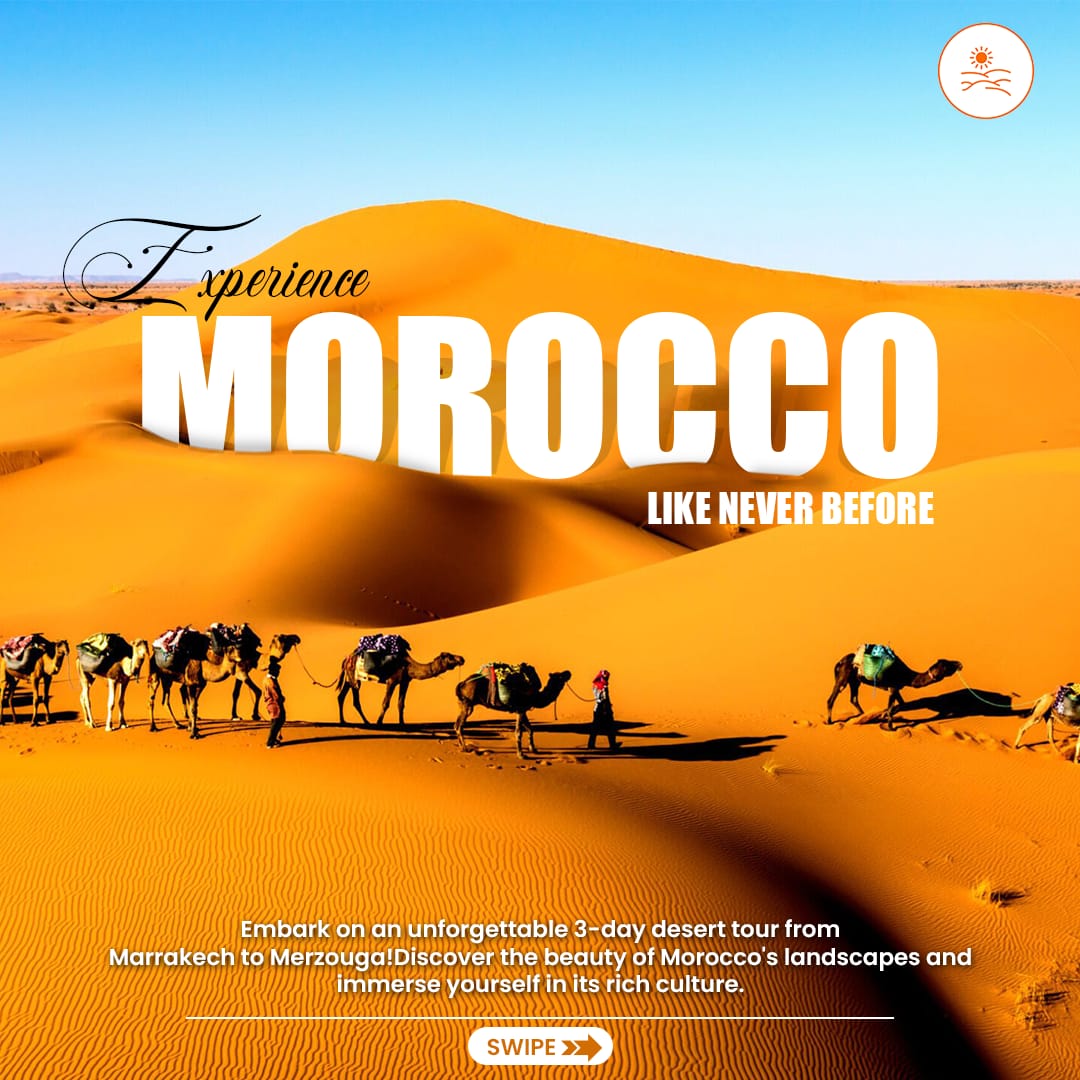 Experience
MOROCCO
LIKE NEVER BEFORE
Embark on an unforgettable 3-day desert tour from
Marrakech to Merzouga!Discover the beauty of Morocco's landscapes and
immerse yourself in its rich culture.
SWIPE